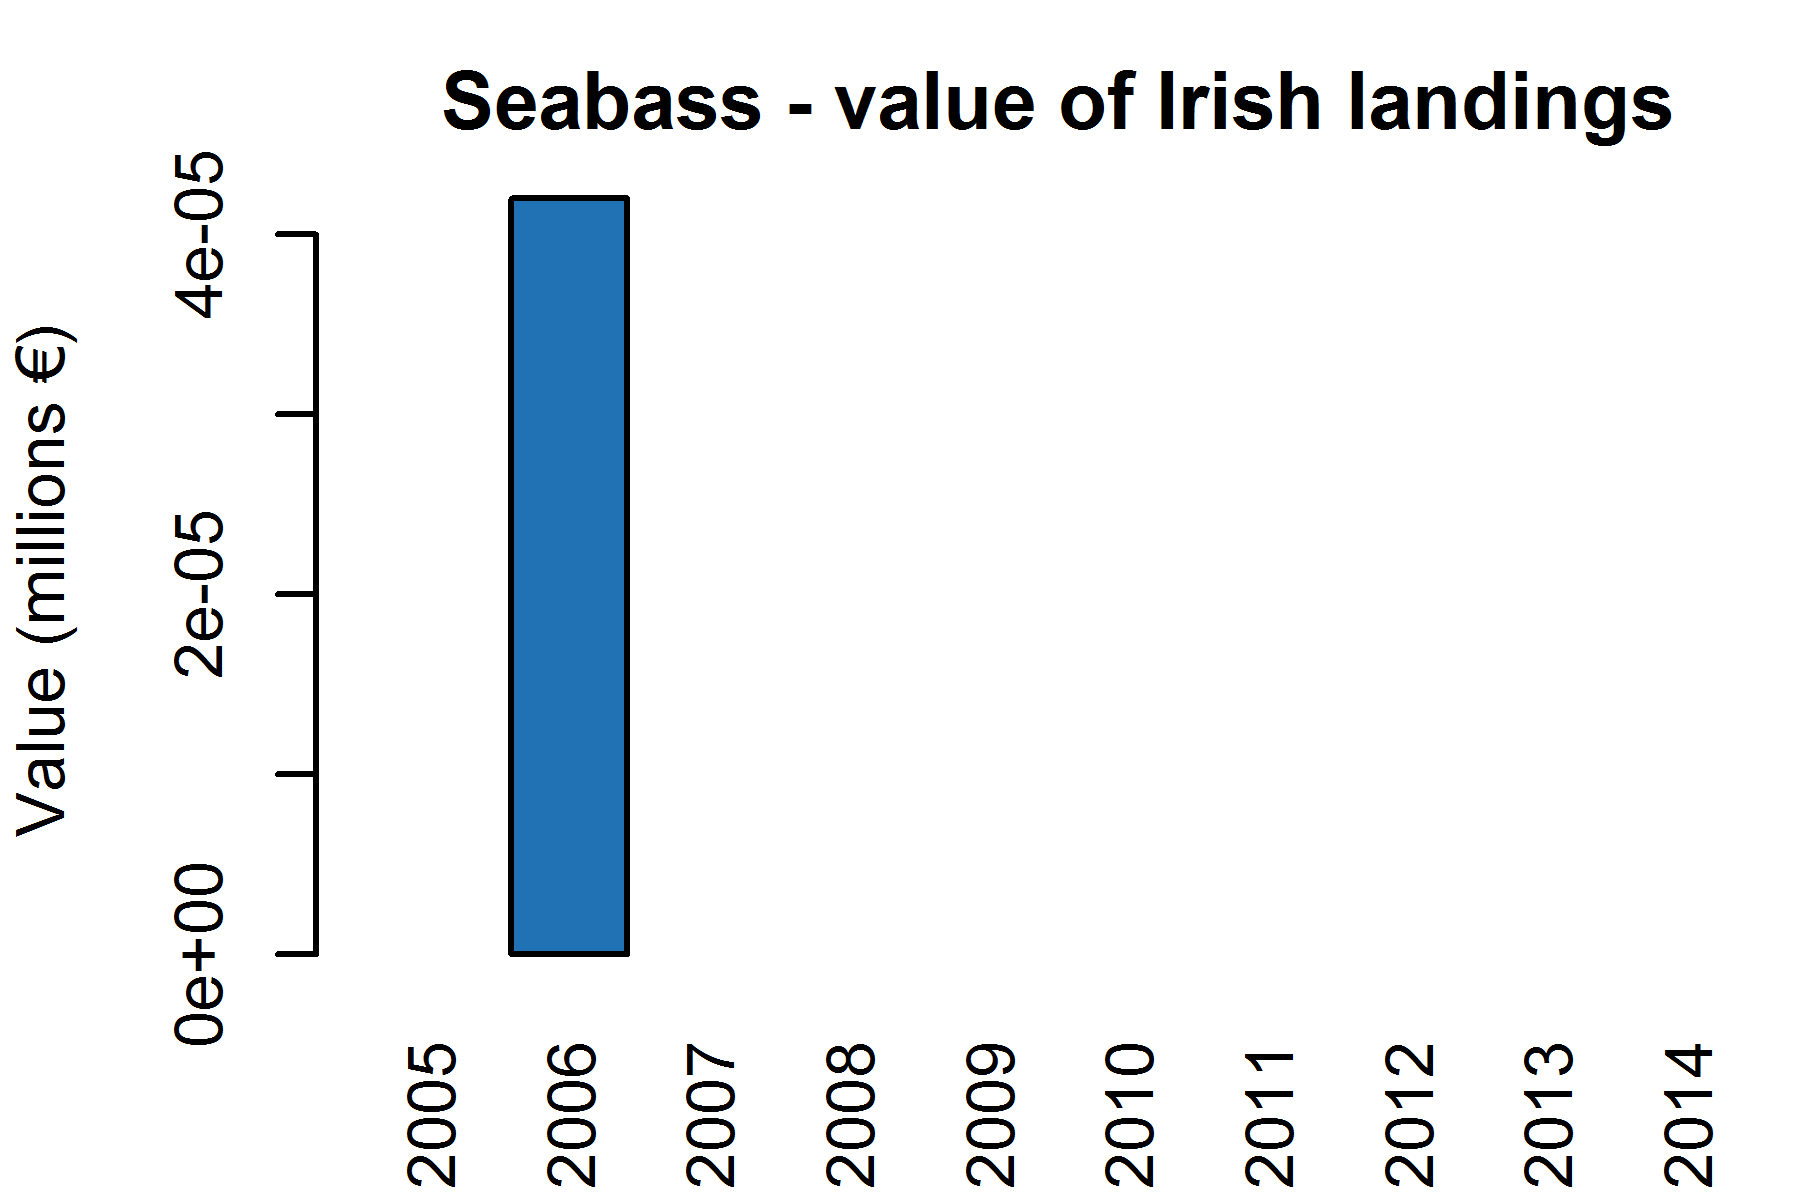 Seabass - value of Irish landings
Value (millions €)
4e-05
2e-05
0e+00
2005
2006
2007
2008
2009
2010
2011
2012
2013
2014